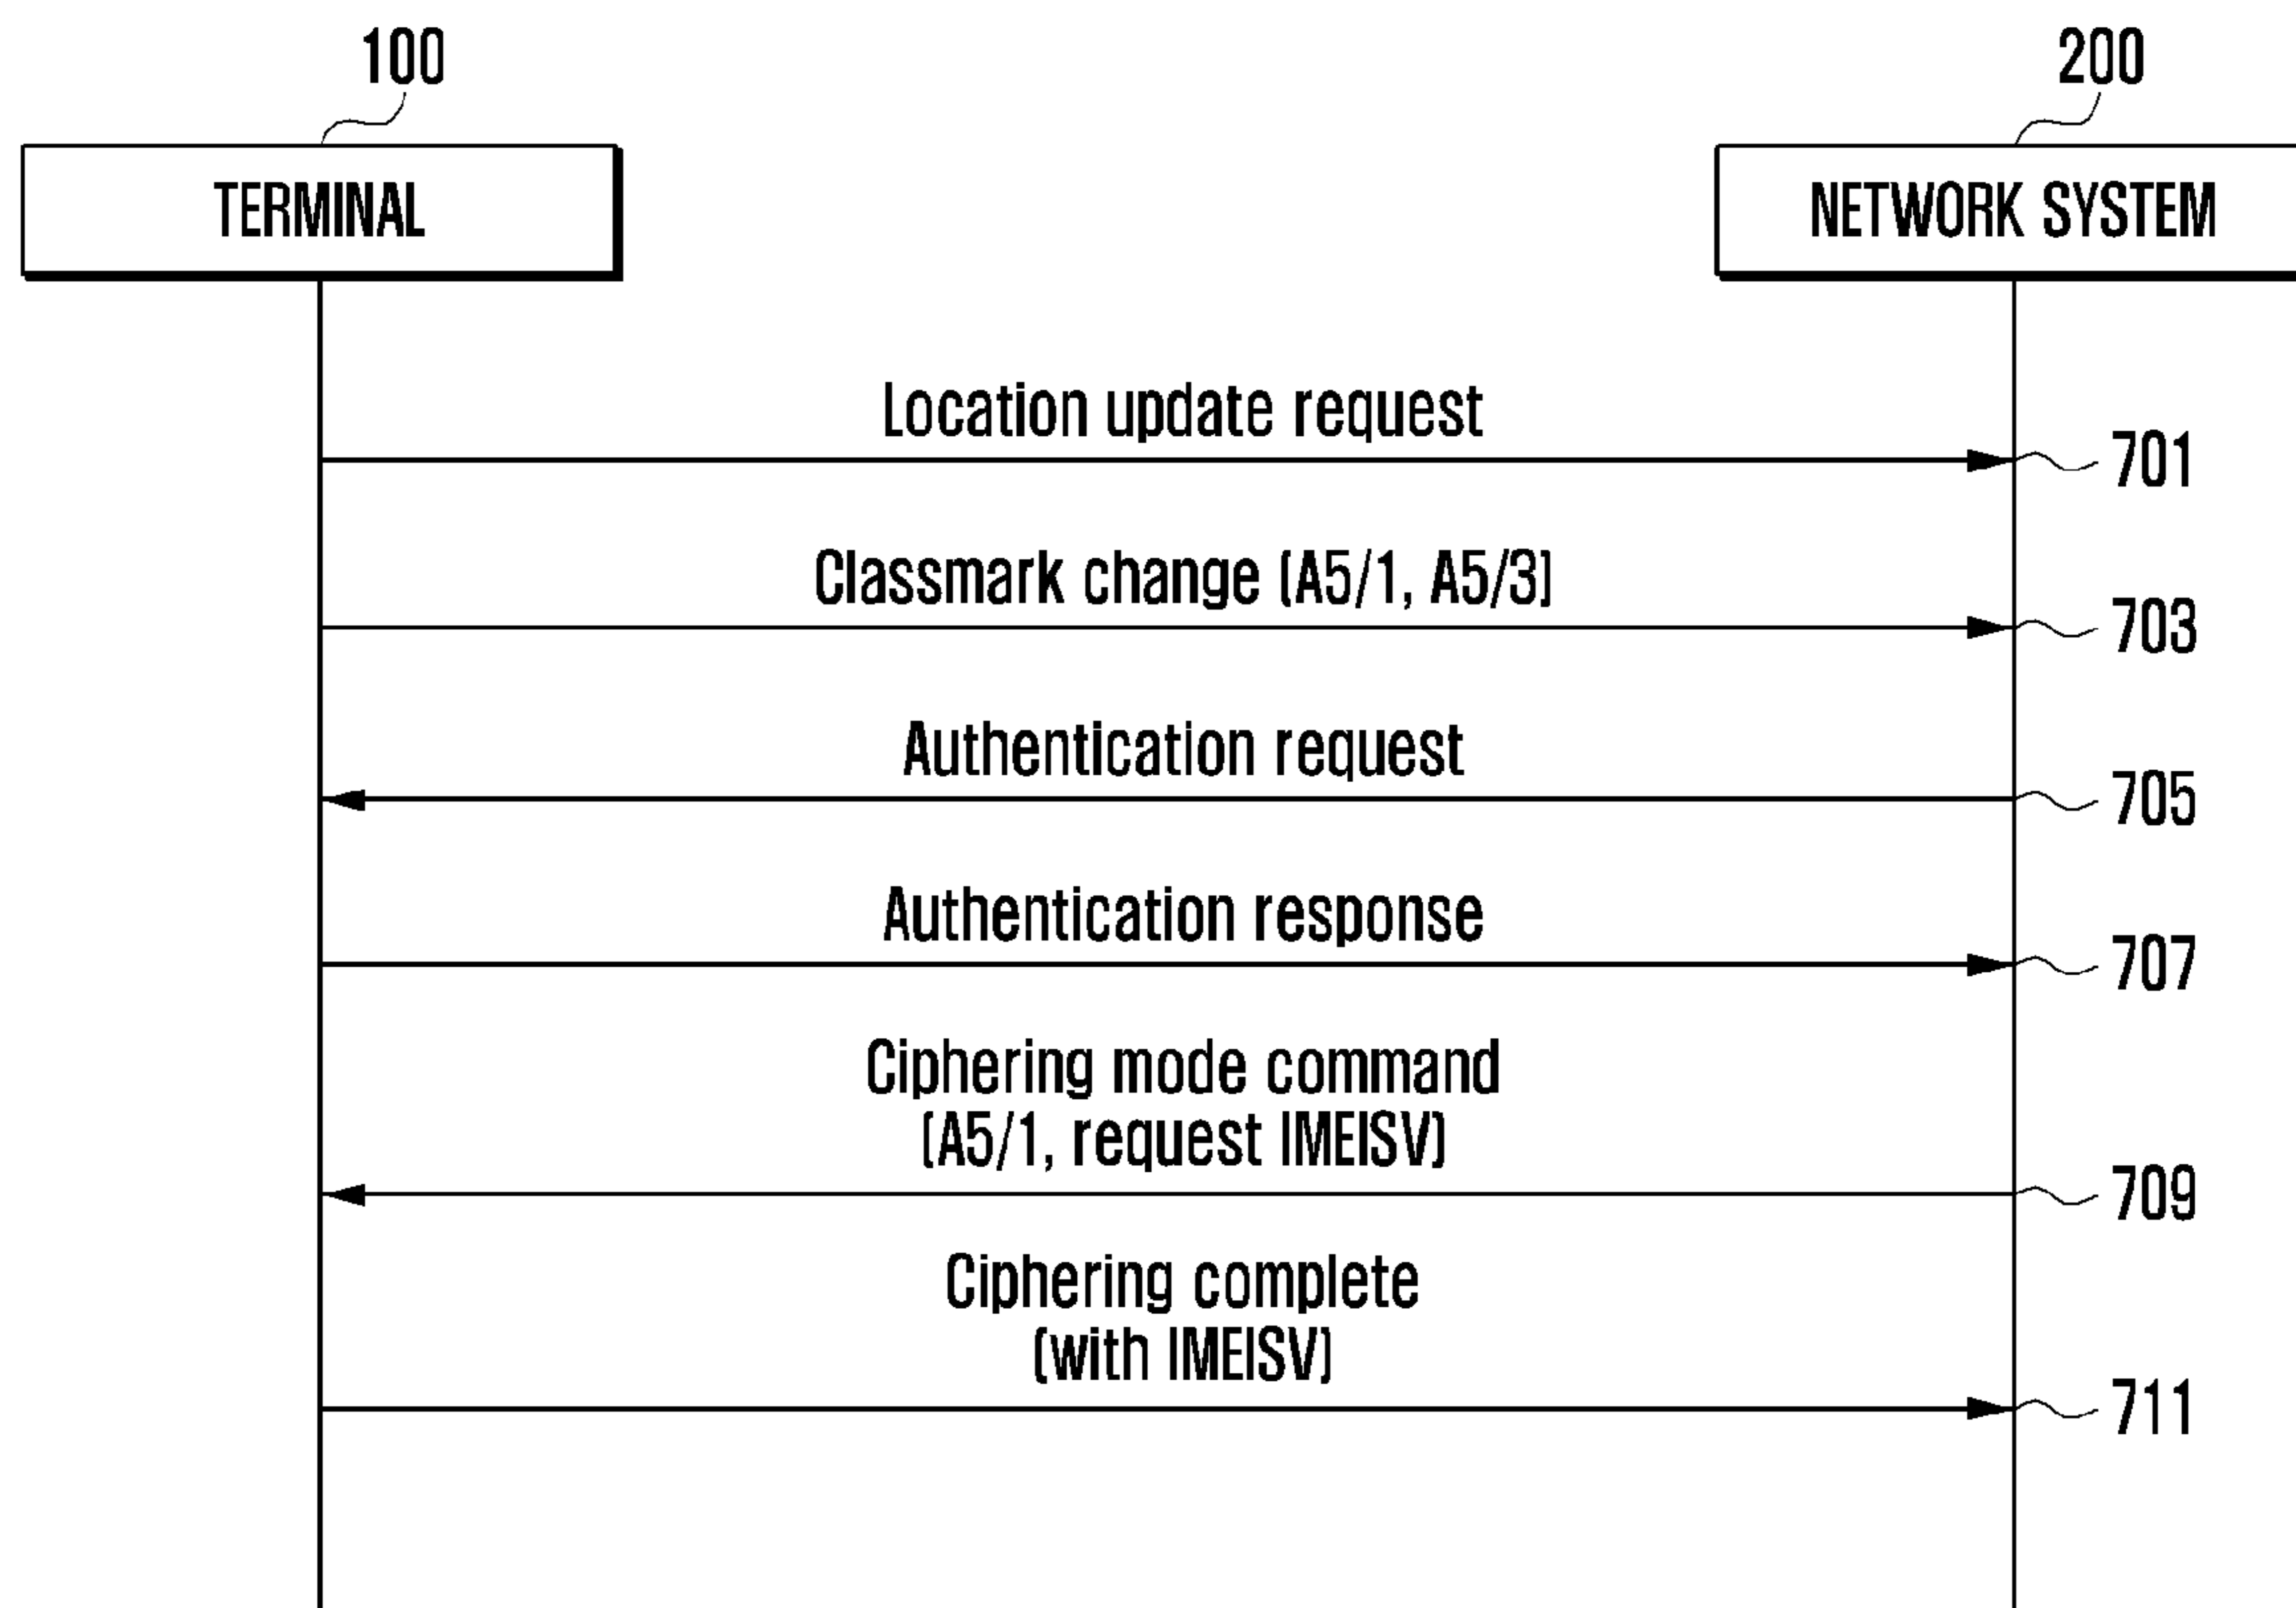 100
200
TERMINAL
NETWORK SYSTEM
Location update request
701
Classmark change (A5/1, A5/3)
703
Authentication request
705
Authentication response
707
Ciphering mode command
(A5/1, request IMEISV)
709
Ciphering complete
(with IMEISV)
711